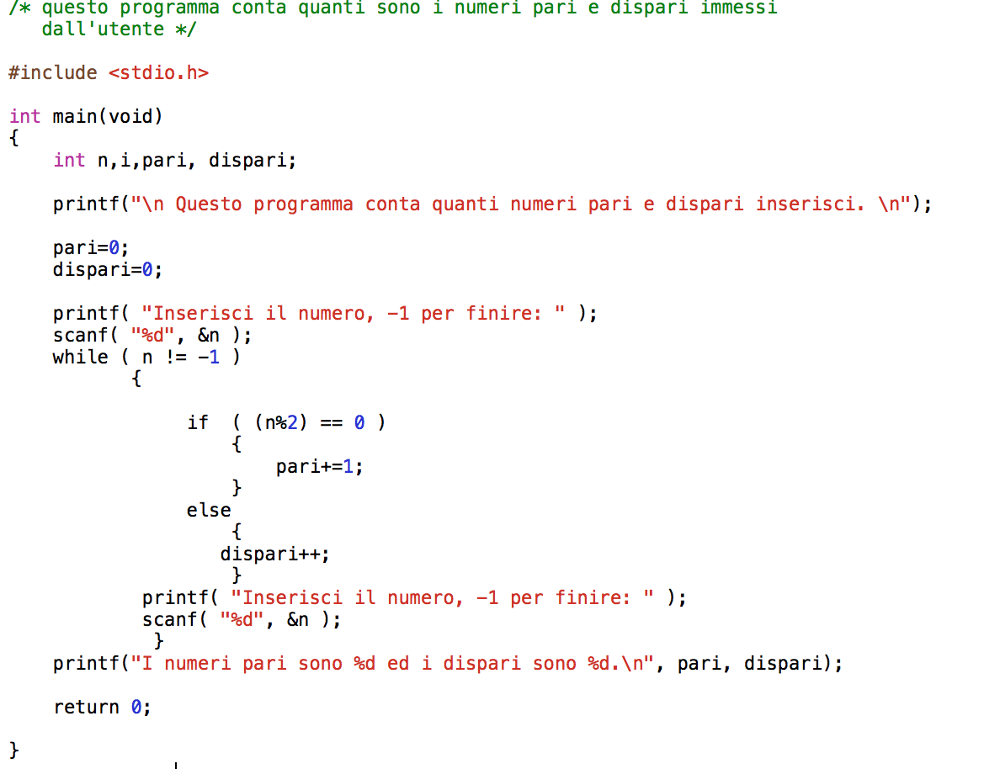 /* questo programma conta quanti sono i numeri pari e dispari immessi
dall'utente */
#include <stdio.h>
int main(void)
{
int n,i,pari, dispari;
printf("\n Questo programma conta quanti numeri pari e dispari inserisci. \n");
pari=0;
dispari=0;
printf( "Inserisci il numero, -1 per finire: " );
scanf( "%d", &n );
while ( n != -1 )
{
if  ( (n%2) == 0 )
{
pari+=1;
}
else
{
dispari++;
}
printf( "Inserisci il numero, -1 per finire: " );
scanf( "%d", &n );
}
printf("I numeri pari sono %d ed i dispari sono %d.\n", pari, dispari);
return 0;
}